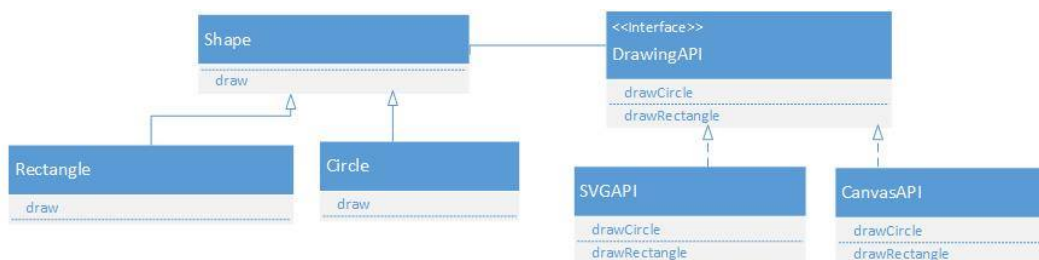 Shape
draw
<<Interface>>
DrawingAPI
drawCircle
drawRectangle
Rectangle
draw
Circle
draw
SVGAPI
drawCircle
drawRectangle
CanvasAPI
drawCircle
drawRectangle